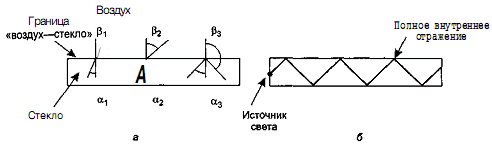 Воздух
Граница
«воздух—стекло»
β1
β2
β3
Полное внутреннее
отражение
A
Стекло
α1
α2
α3
Источник
света
а
б